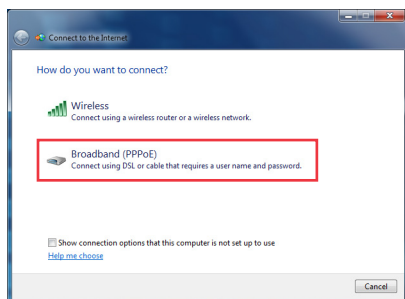 Connect to the Internet
How do you want to connect?
Wireless
Connect using a wireless router or a wireless network.
Broadband (PPPoE)
Connect using DSL or cable that requires a user name and password.
Show connection options that this computer is not set up to use
Help me choose
Cancel